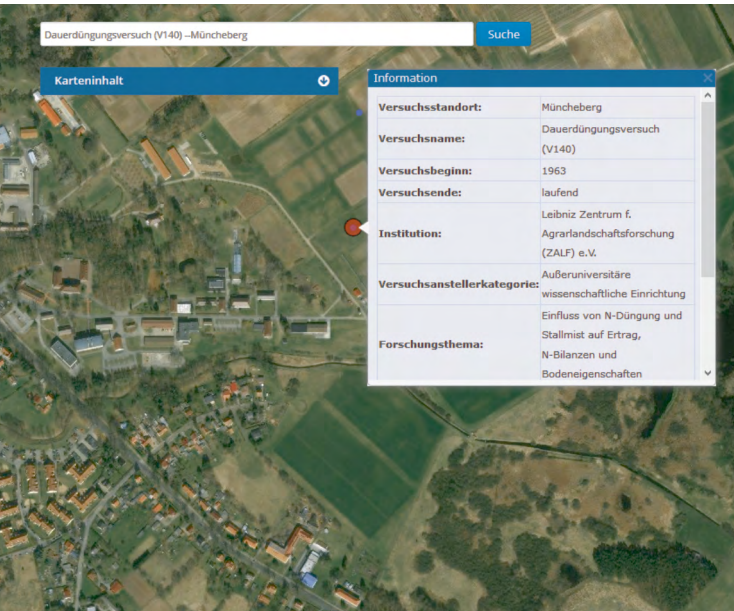 Dauerdüngungsversuch (V140) --Müncheberg
Suche
Karteninhalt
Information
Versuchsstandort: Müncheberg
Versuchsname: Dauerdüngungsversuch
(V140)
Versuchsbeginn: 1963
Versuchsende: laufend
Institution: Leibniz Zentrum f.
Agrarlandschaftsforschung
(ZALF) e.V.
Versuchsanstellerkategorie: Außeruniversitäre
wissenschaftliche Einrichtung
Forschungsthema: Einfluss von N-Düngung und
Stallmist auf Ertrag,
N-Bilanzen und
Bodeneigenschaften